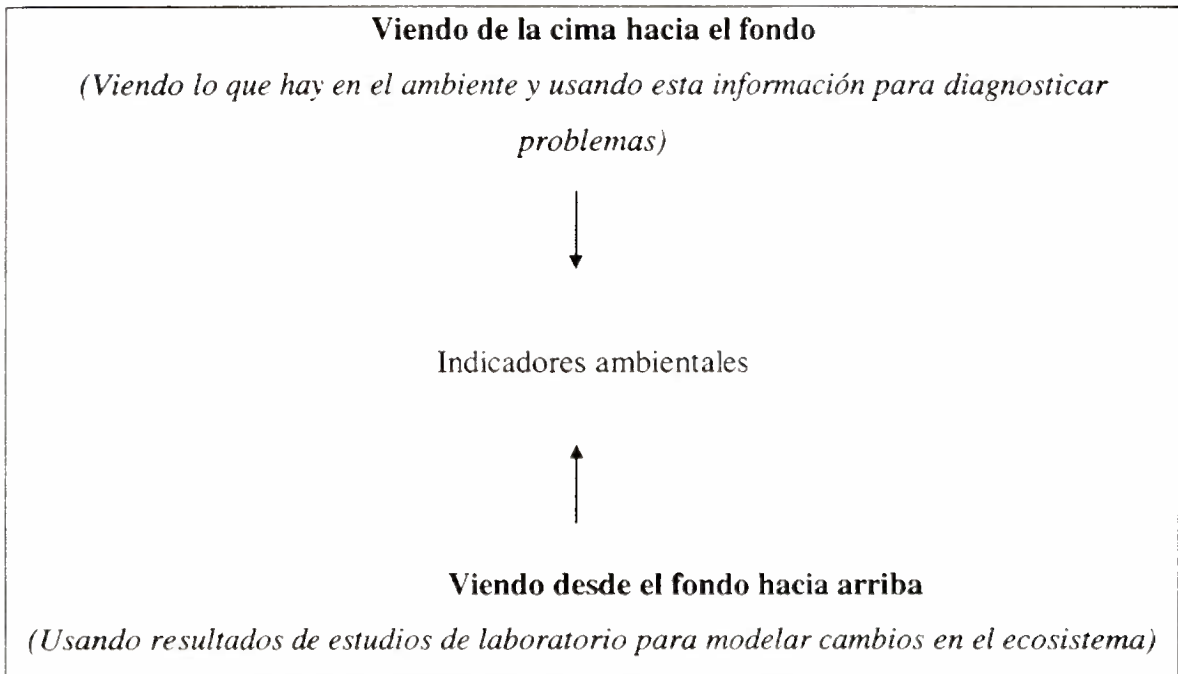 Viendo de la cima hacia el fondo
(Viendo lo que hay en el ambiente y usando esta información para diagnosticar
problemas)
Indicadores ambientales
Viendo desde el fondo hacia arriba
(Usando resultados de estudios de laboratorio para modelar cambios en el ecosistema)